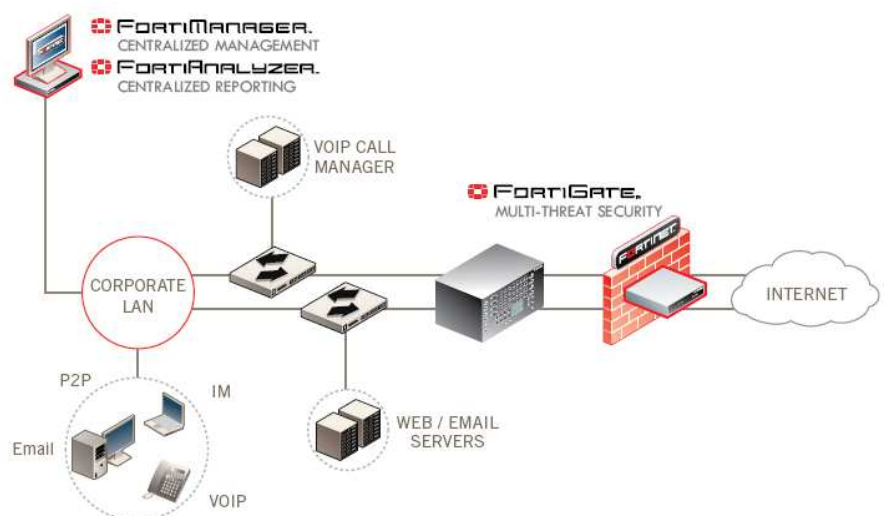 FORTIMANAGER.
CENTRALIZED MANAGEMENT
FORTIANALYZER.
CENTRALIZED REPORTING
VOIP CALL
MANAGER
FORTIGATE.
MULTI-THREAT SECURITY
FORTINET
CORPORATE
LAN
INTERNET
P2P
IM
Email
VOIP
WEB / EMAIL
SERVERS